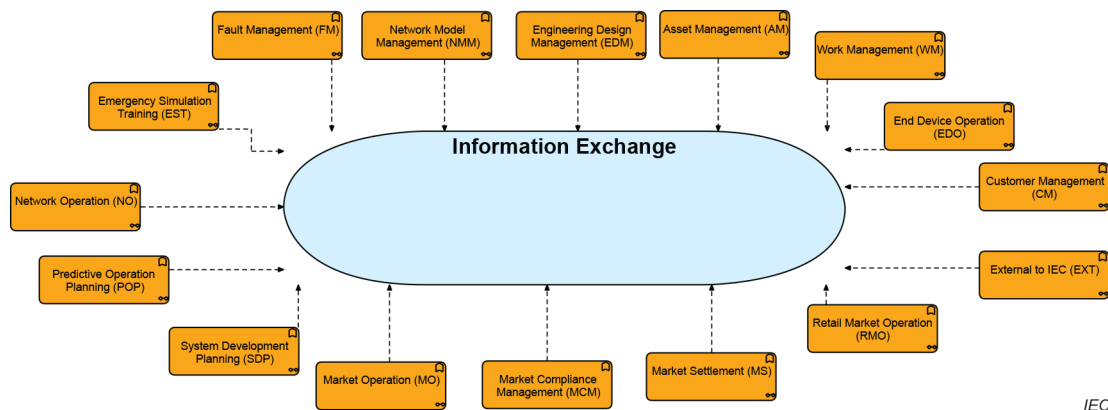 Fault Management (FM)
Network Model
Management (NMM)
Engineering Design
Management (EDM)
Asset Management (AM)
Work Management (WM)
Emergency Simulation
Training (EST)
End Device Operation
(EDO)
Information Exchange
Customer Management
(CM)
Network Operation (NO)
Predictive Operation
Planning (POP)
External to IEC (EXT)
System Development
Planning (SDP)
Retail Market Operation
(RMO)
Market Operation (MO)
Market Compliance
Management (MCM)
Market Settlement (MS)
IEC